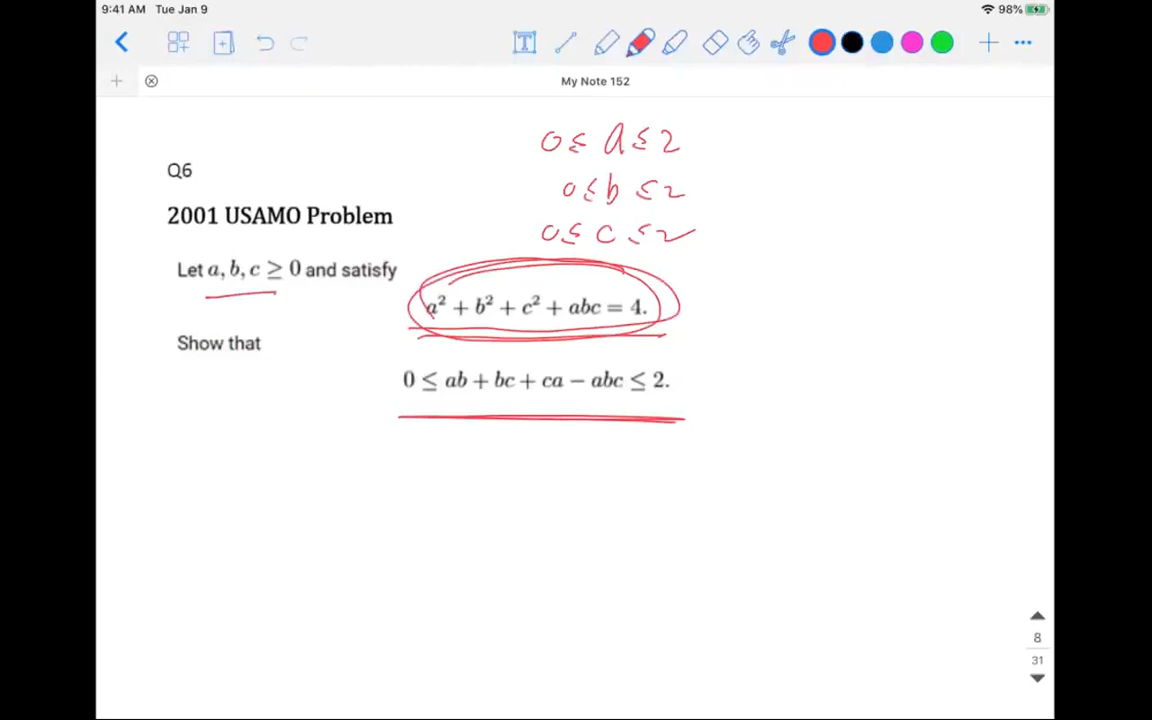 9:41 AM Tue Jan 9 98%
My Note 152
0 ≤ a ≤ 2
0 ≤ b ≤ 2
0 ≤ c ≤ 2
Q6
2001 USAMO Problem
Let a, b, c ≥ 0 and satisfy
a² + b² + c² + abc = 4.
Show that
0 ≤ ab + bc + ca − abc ≤ 2.
8
31